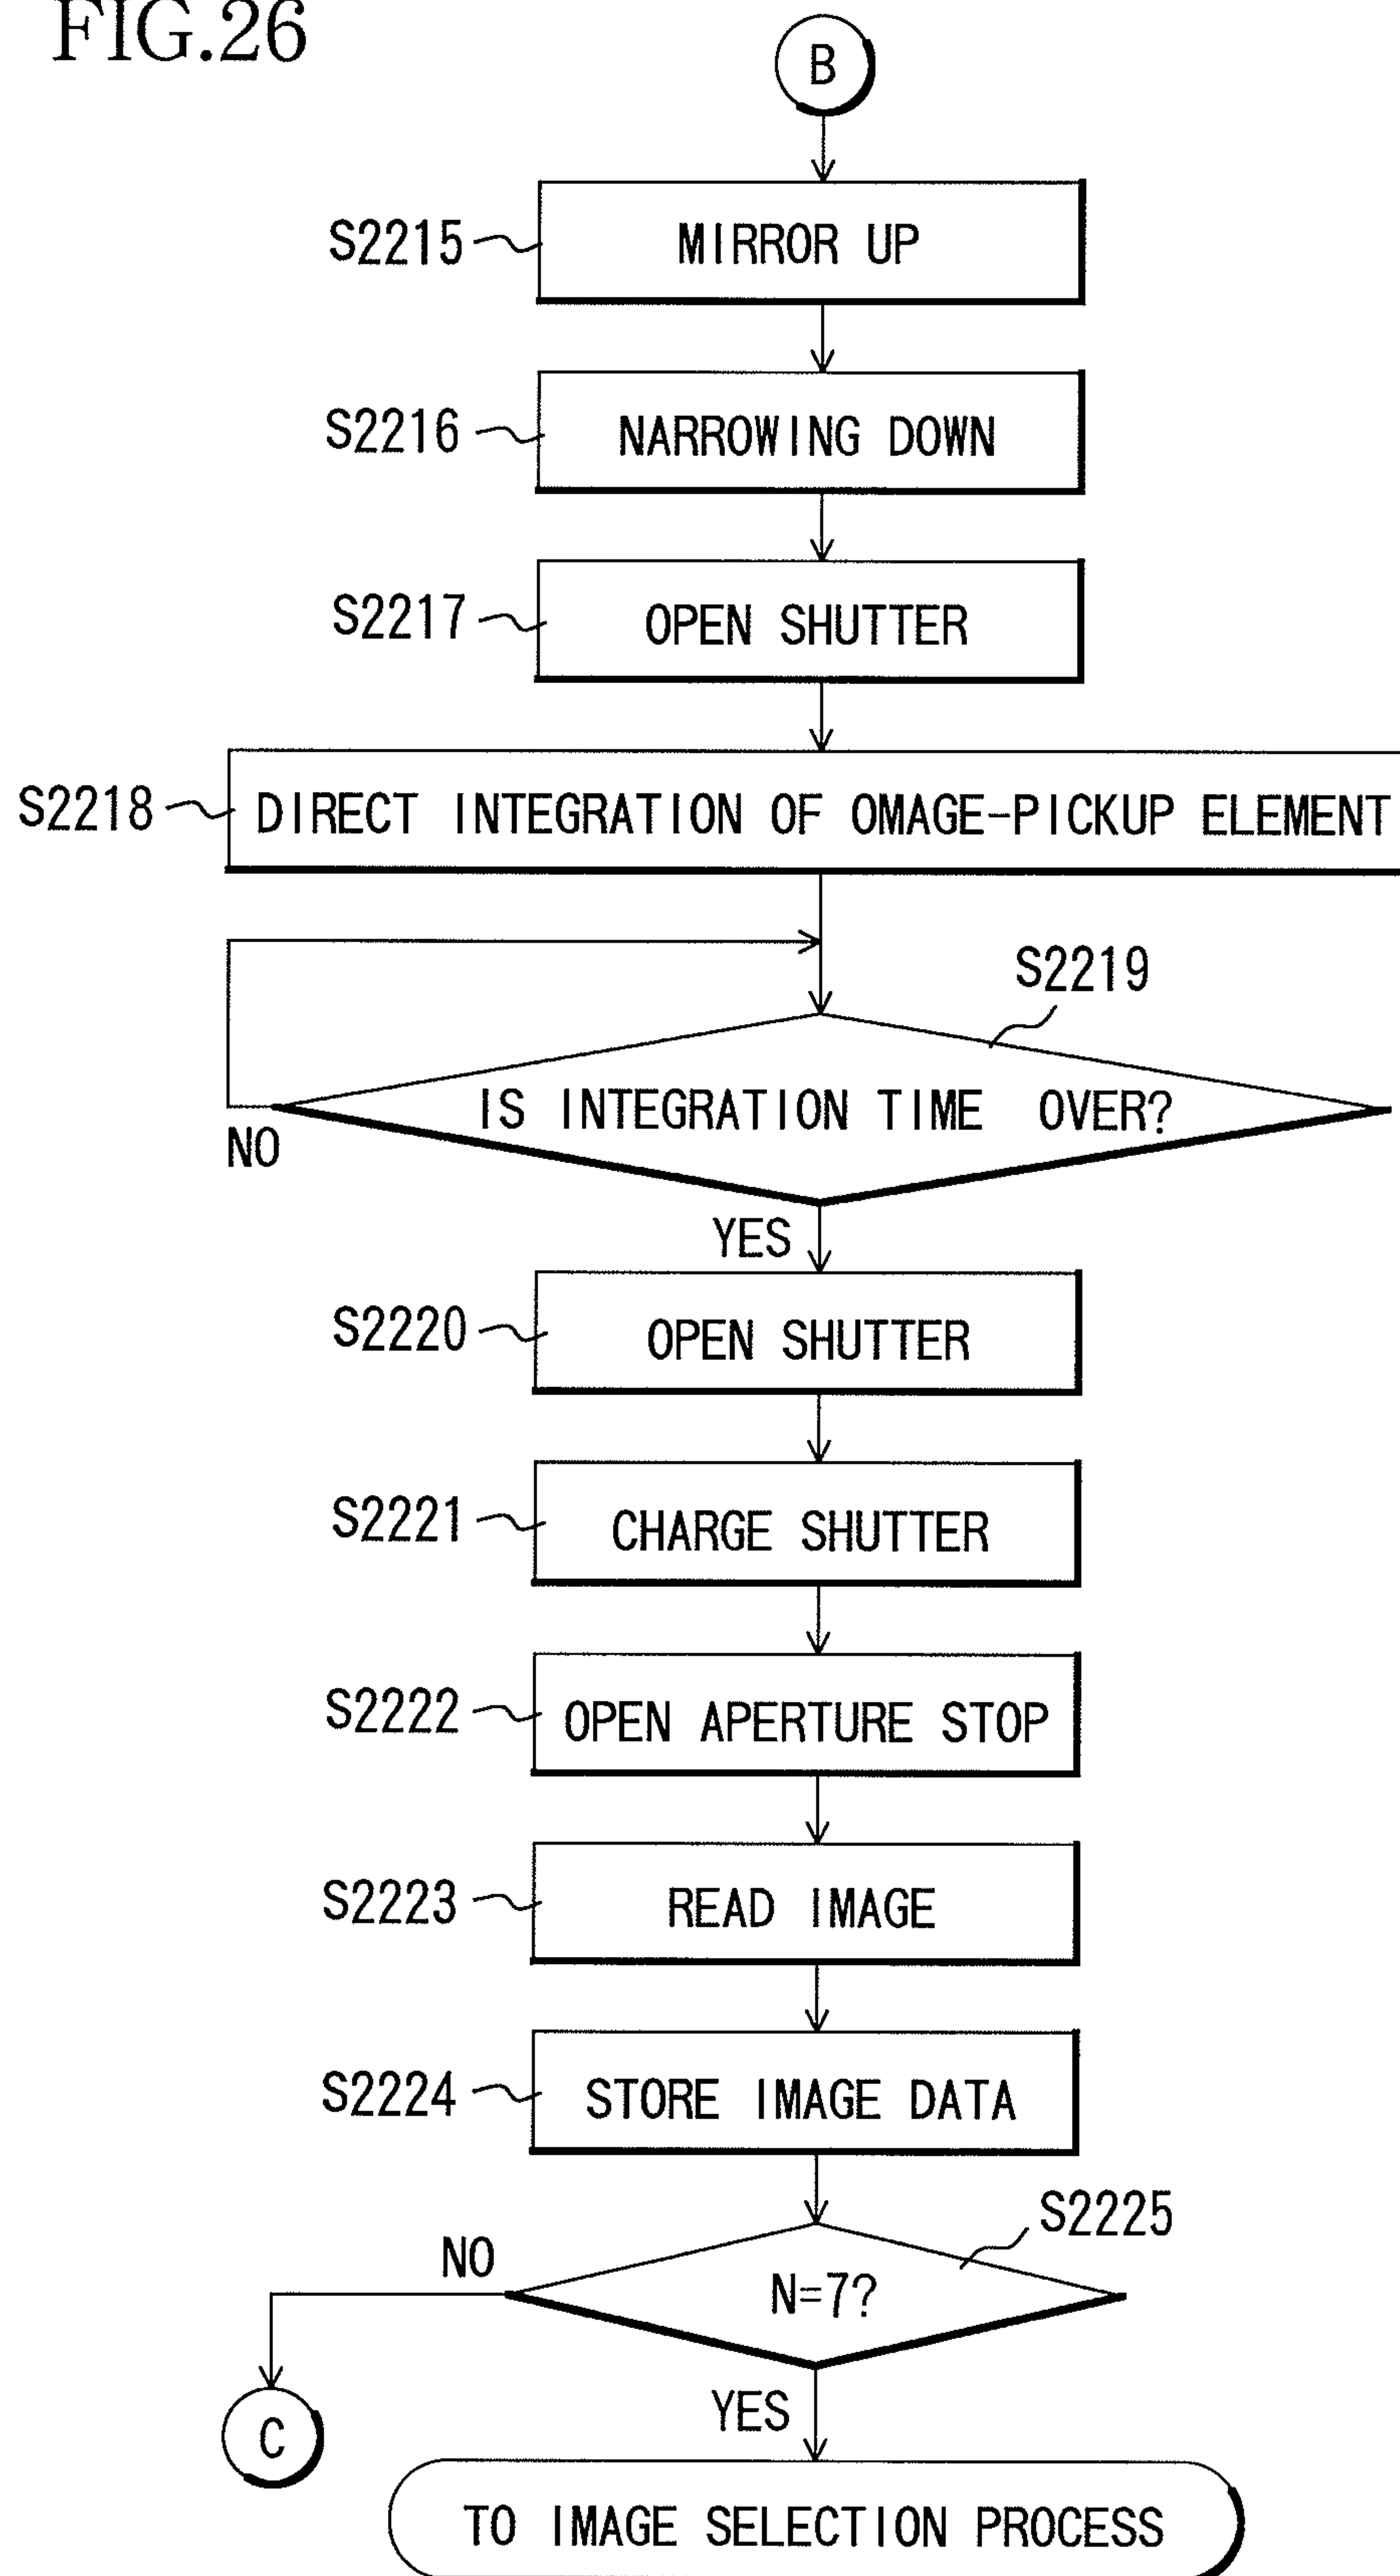 FIG.26
B
S2215
MIRROR UP
S2216
NARROWING DOWN
S2217
OPEN SHUTTER
S2218
DIRECT INTEGRATION OF OMAGE-PICKUP ELEMENT
S2219
IS INTEGRATION TIME OVER?
NO
YES
S2220
OPEN SHUTTER
S2221
CHARGE SHUTTER
S2222
OPEN APERTURE STOP
S2223
READ IMAGE
S2224
STORE IMAGE DATA
S2225
N=7?
NO
C
YES
TO IMAGE SELECTION PROCESS